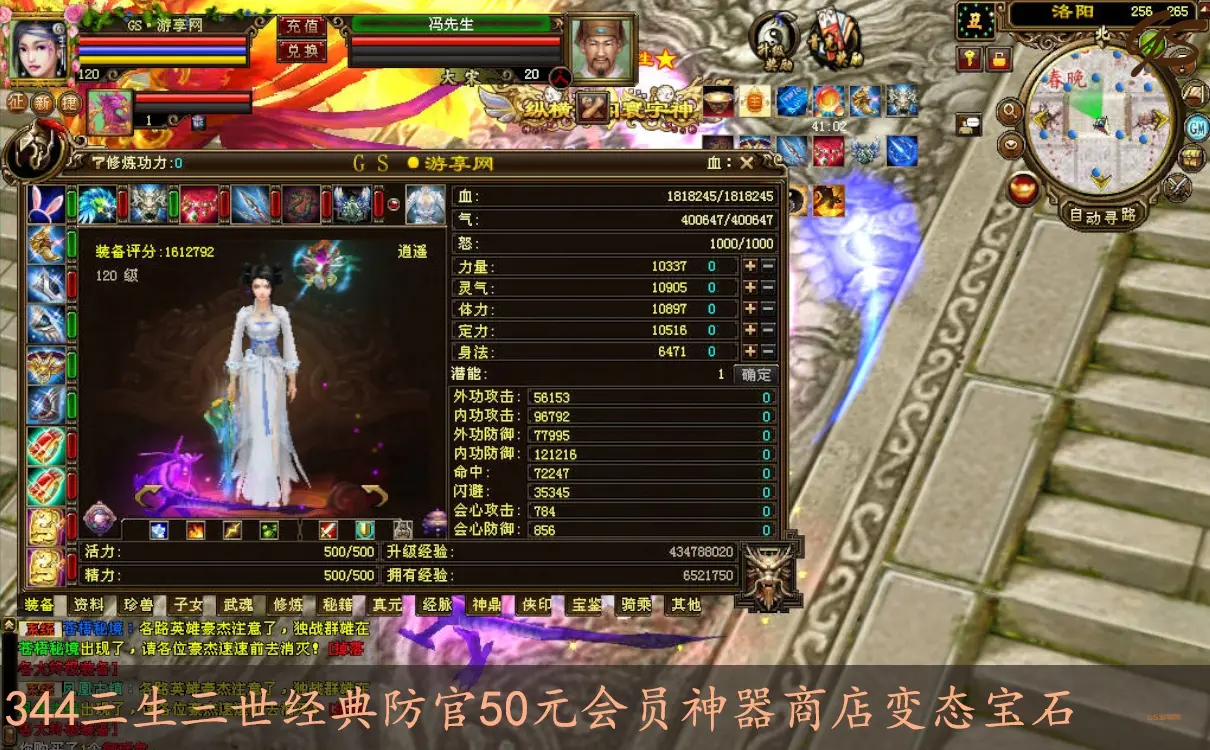 GS·游享网
充值
兑换
冯先生
120
大宋
20
征
新
捷
1
41:02
丑
洛阳
256
265
北
春晚
GM
自动寻路
修炼功力:0
GS●游享网
血:
装备评分:1612792
逍遥
120 级
血:
1818245/1818245
气:
400647/400647
怒:
1000/1000
力量:
10337
0
灵气:
10905
0
体力:
10897
0
定力:
10516
0
身法:
6471
0
潜能:
1
确定
外功攻击:
56153
0
内功攻击:
96792
0
外功防御:
77995
0
内功防御:
121216
0
命中:
72247
0
闪避:
35345
0
会心攻击:
784
0
会心防御:
856
0
活力:
500/500
升级经验:
434788020
精力:
500/500
拥有经验:
6521750
装备 资料 珍兽 子女 武魂 修炼 秘籍 真元 经脉 神鼎 侠印 宝鉴 骑乘 其他
苍梧秘境:各路英雄豪杰注意了，独战群雄在
苍梧秘境出现了，请各位豪杰速速前去消灭！
344三生三世经典防官50元会员神器商店变态宝石